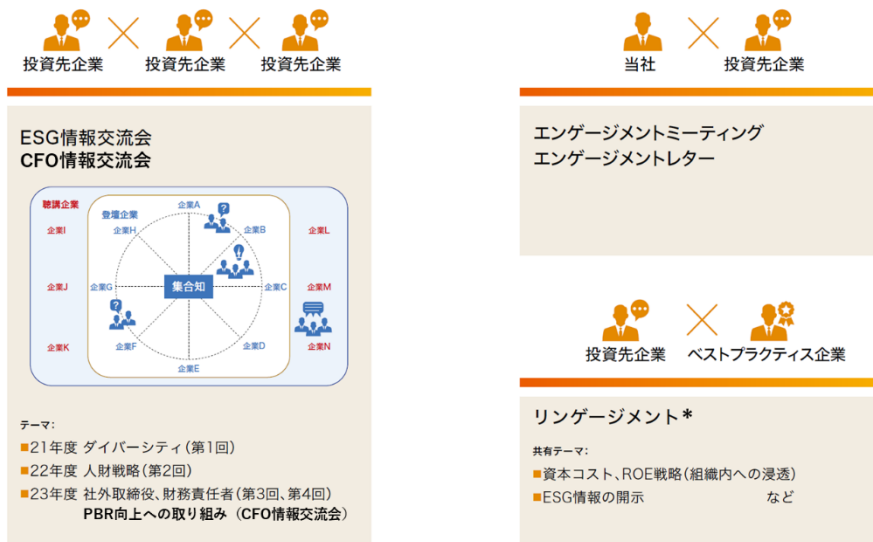 投資先企業 投資先企業 投資先企業
ESG情報交流会
CFO情報交流会
聴講企業
企業I
企業J
企業K
登壇企業
企業A
企業B
企業C
企業D
企業E
企業F
企業G
企業H
集合知
?
!
?
企業L
企業M
企業N
テーマ:
■21年度 ダイバーシティ(第1回)
■22年度 人財戦略(第2回)
■23年度 社外取締役、財務責任者(第3回、第4回)
PBR向上への取り組み(CFO情報交流会)
当社 投資先企業
エンゲージメントミーティング
エンゲージメントレター
投資先企業 ベストプラクティス企業
リンゲージメント*
共有テーマ:
■資本コスト、ROE戦略(組織内への浸透)
■ESG情報の開示 など